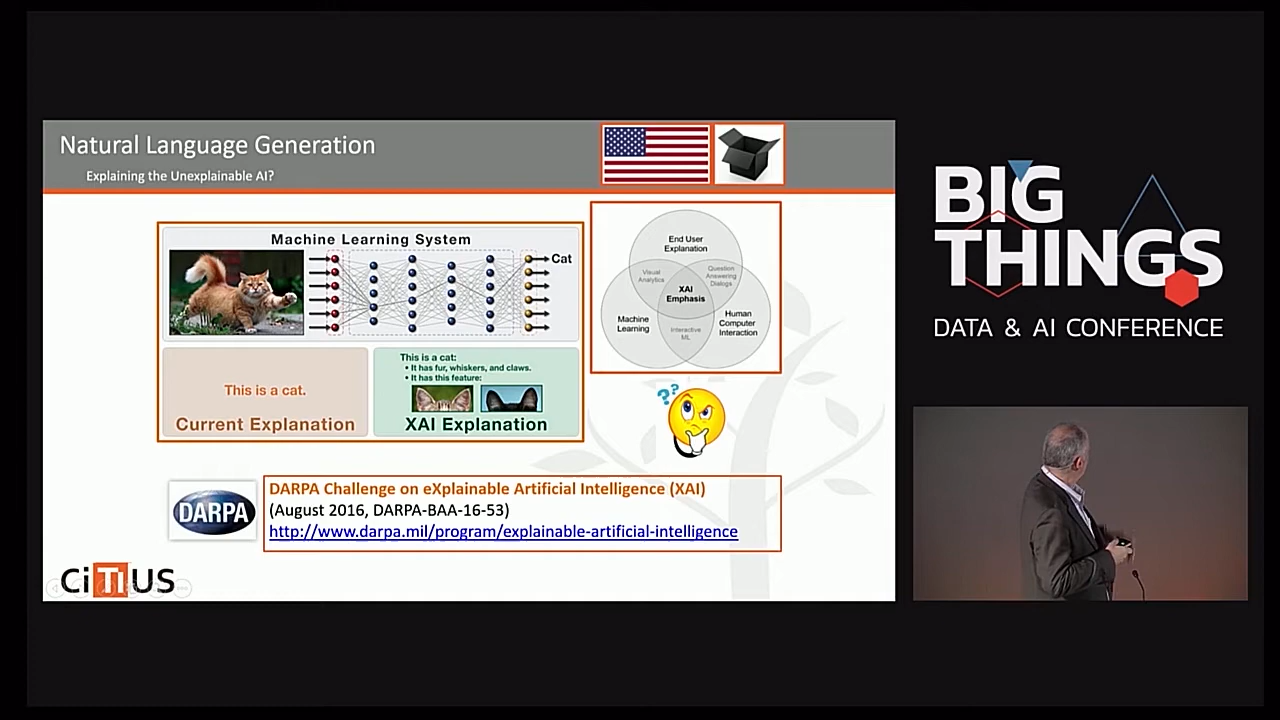 Natural Language Generation
Explaining the Unexplainable AI?
Machine Learning System
Cat
This is a cat.
Current Explanation
This is a cat:
• It has fur, whiskers, and claws.
• It has this feature:
XAI Explanation
End User
Explanation
Visual
Analytics
Question
Answering
Dialogs
XAI
Emphasis
Machine
Learning
Human
Computer
Interaction
Interactive
ML
??
DARPA
DARPA Challenge on eXplainable Artificial Intelligence (XAI)
(August 2016, DARPA-BAA-16-53)
http://www.darpa.mil/program/explainable-artificial-intelligence
CiTIUS
BIG
THINGS
DATA & AI CONFERENCE